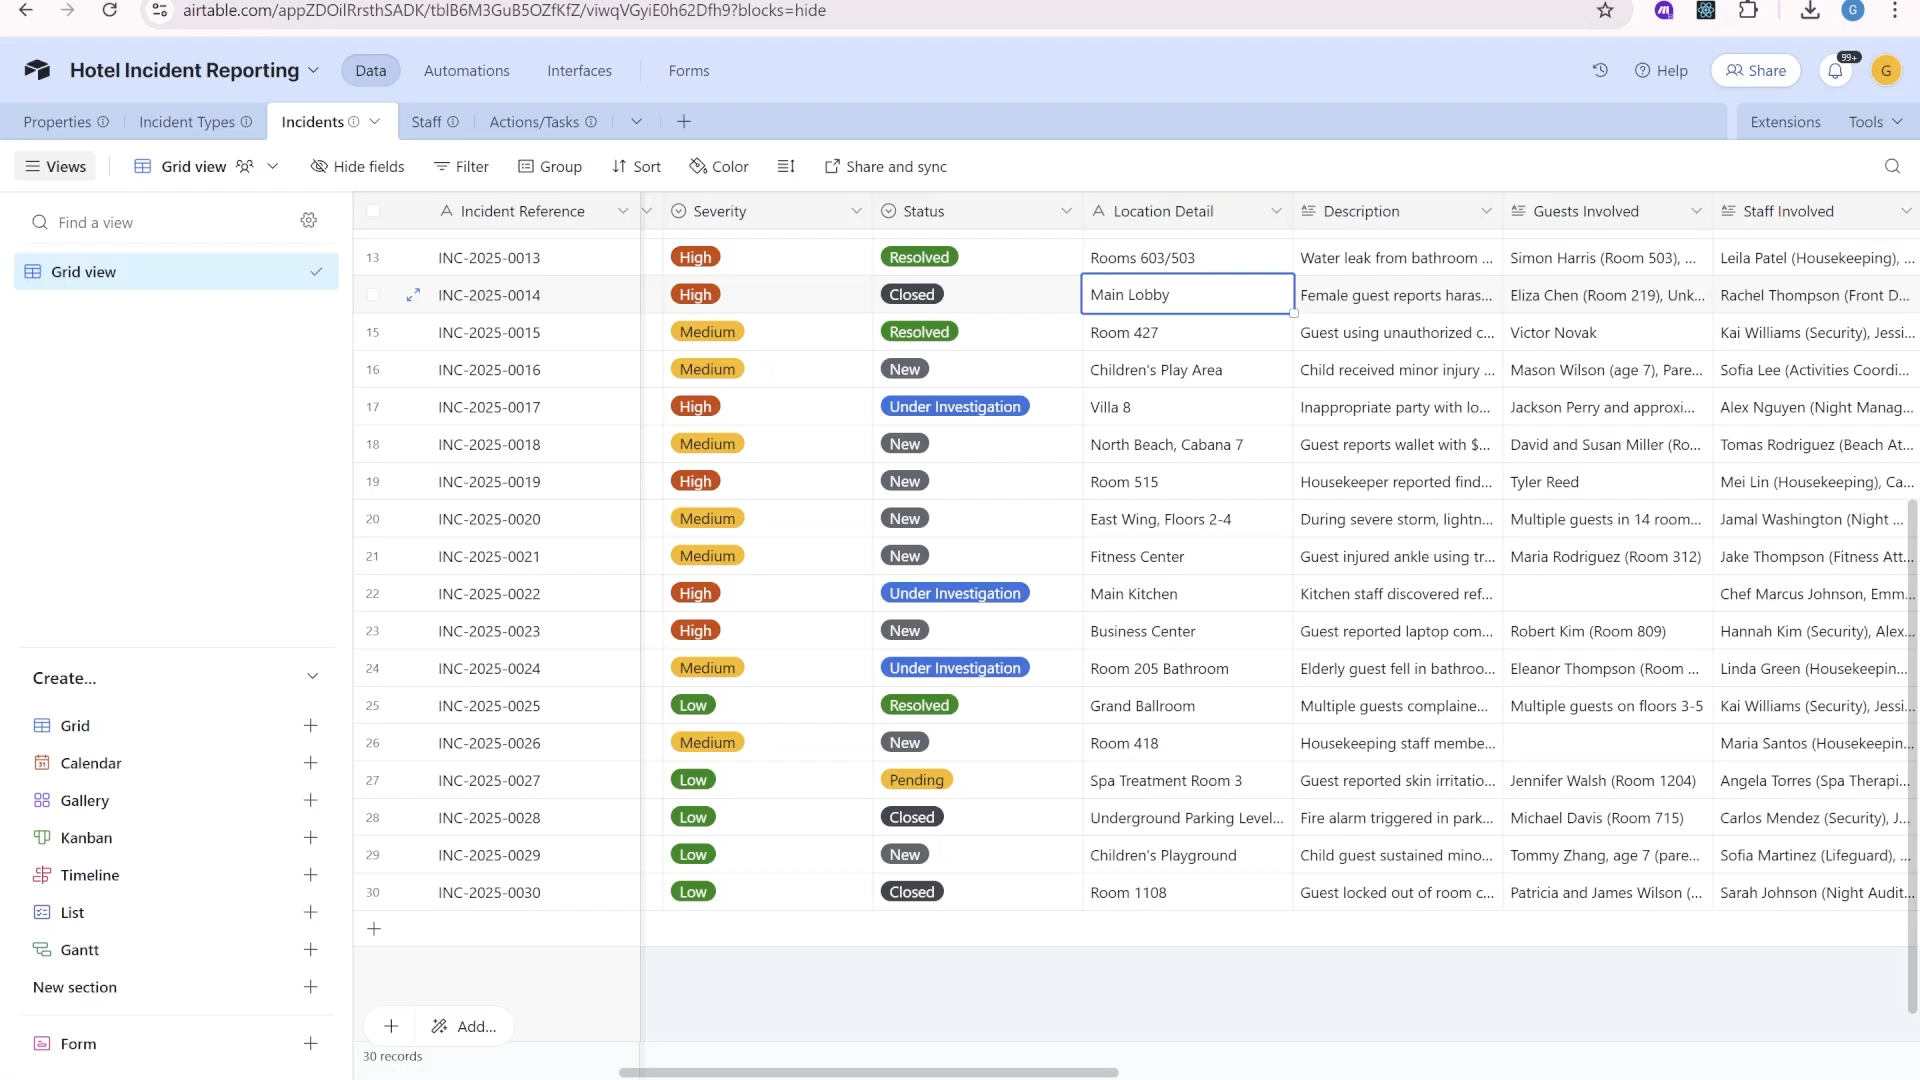 airtable.com/appZDOilRrsthSADK/tblB6M3GuB5OZfKfZ/viwqVGyiE0h62Dfh9?blocks=hide
G
Hotel Incident Reporting Data Automations Interfaces Forms Help Share 99+ G
Properties Incident Types Incidents Staff Actions/Tasks Extensions Tools
Views Grid view Hide fields Filter Group Sort Color Share and sync
Find a view
Grid view
Create...
Grid
Calendar
Gallery
Kanban
Timeline
List
Gantt
New section
Form
Incident Reference Severity Status Location Detail Description Guests Involved Staff Involved
13 INC-2025-0013 High Resolved Rooms 603/503 Water leak from bathroom ... Simon Harris (Room 503), ... Leila Patel (Housekeeping), ...
INC-2025-0014 High Closed Main Lobby Female guest reports haras... Eliza Chen (Room 219), Unk... Rachel Thompson (Front D...
15 INC-2025-0015 Medium Resolved Room 427 Guest using unauthorized c... Victor Novak Kai Williams (Security), Jessi...
16 INC-2025-0016 Medium New Children's Play Area Child received minor injury ... Mason Wilson (age 7), Pare... Sofia Lee (Activities Coordi...
17 INC-2025-0017 High Under Investigation Villa 8 Inappropriate party with lo... Jackson Perry and approxi... Alex Nguyen (Night Manag...
18 INC-2025-0018 Medium New North Beach, Cabana 7 Guest reports wallet with $... David and Susan Miller (Ro... Tomas Rodriguez (Beach At...
19 INC-2025-0019 High New Room 515 Housekeeper reported find... Tyler Reed Mei Lin (Housekeeping), Ca...
20 INC-2025-0020 Medium New East Wing, Floors 2-4 During severe storm, lightn... Multiple guests in 14 room... Jamal Washington (Night ...
21 INC-2025-0021 Medium New Fitness Center Guest injured ankle using tr... Maria Rodriguez (Room 312) Jake Thompson (Fitness Att...
22 INC-2025-0022 High Under Investigation Main Kitchen Kitchen staff discovered ref... Chef Marcus Johnson, Emm...
23 INC-2025-0023 High New Business Center Guest reported laptop com... Robert Kim (Room 809) Hannah Kim (Security), Alex...
24 INC-2025-0024 Medium Under Investigation Room 205 Bathroom Elderly guest fell in bathroo... Eleanor Thompson (Room ... Linda Green (Housekeepin...
25 INC-2025-0025 Low Resolved Grand Ballroom Multiple guests complaine... Multiple guests on floors 3-5 Kai Williams (Security), Jessi...
26 INC-2025-0026 Medium New Room 418 Housekeeping staff membe... Maria Santos (Housekeepin...
27 INC-2025-0027 Low Pending Spa Treatment Room 3 Guest reported skin irritatio... Jennifer Walsh (Room 1204) Angela Torres (Spa Therapi...
28 INC-2025-0028 Low Closed Underground Parking Level... Fire alarm triggered in park... Michael Davis (Room 715) Carlos Mendez (Security), J...
29 INC-2025-0029 Low New Children's Playground Child guest sustained mino... Tommy Zhang, age 7 (pare... Sofia Martinez (Lifeguard), ...
30 INC-2025-0030 Low Closed Room 1108 Guest locked out of room c... Patricia and James Wilson (... Sarah Johnson (Night Audit...
Add...
30 records